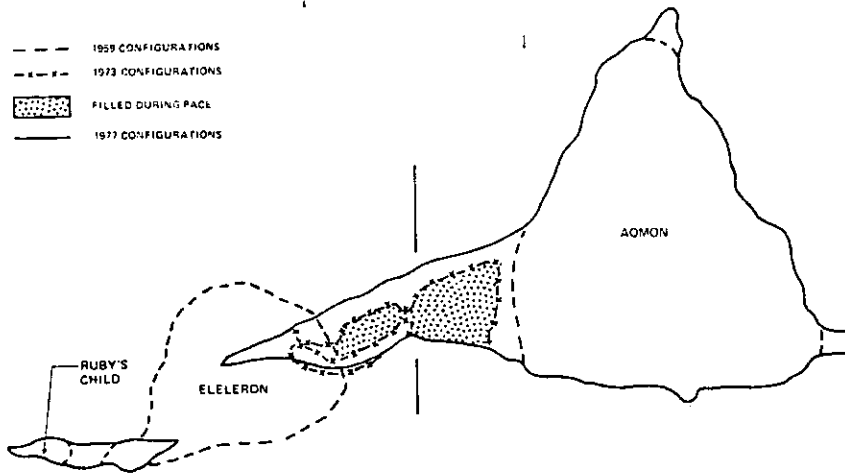 1959 CONFIGURATIONS
1973 CONFIGURATIONS
FILLED DURING PACE
1977 CONFIGURATIONS
AOMON
RUBY'S
CHILD
ELELERON